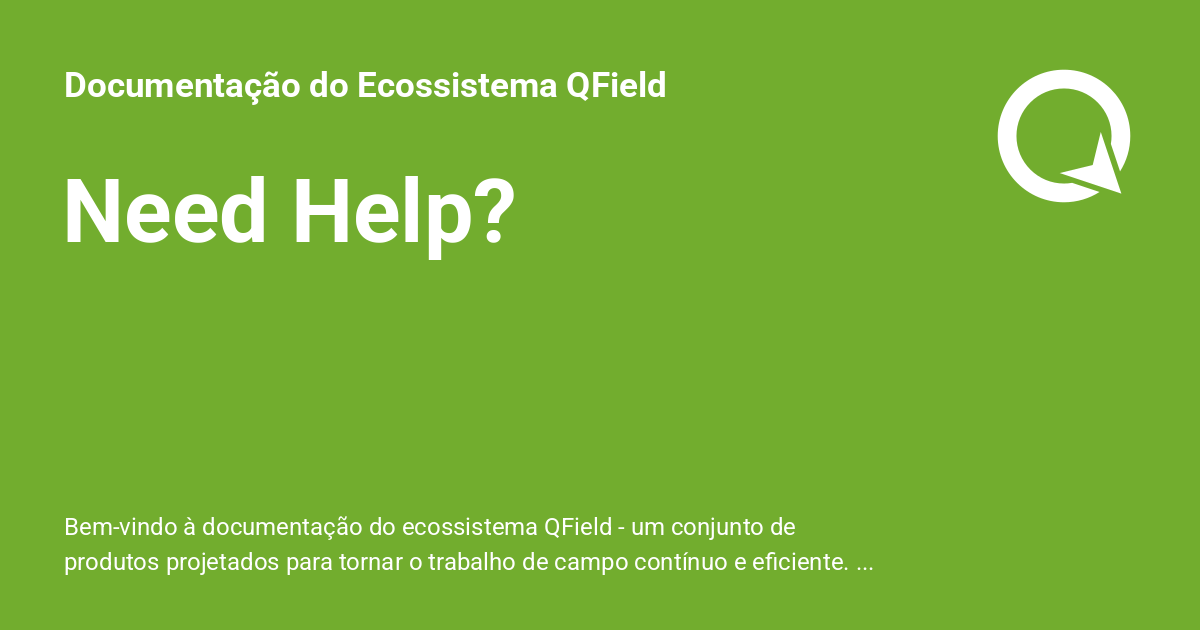 Documentação do Ecossistema QField
Need Help?
Bem-vindo à documentação do ecossistema QField - um conjunto de
produtos projetados para tornar o trabalho de campo contínuo e eficiente. ...